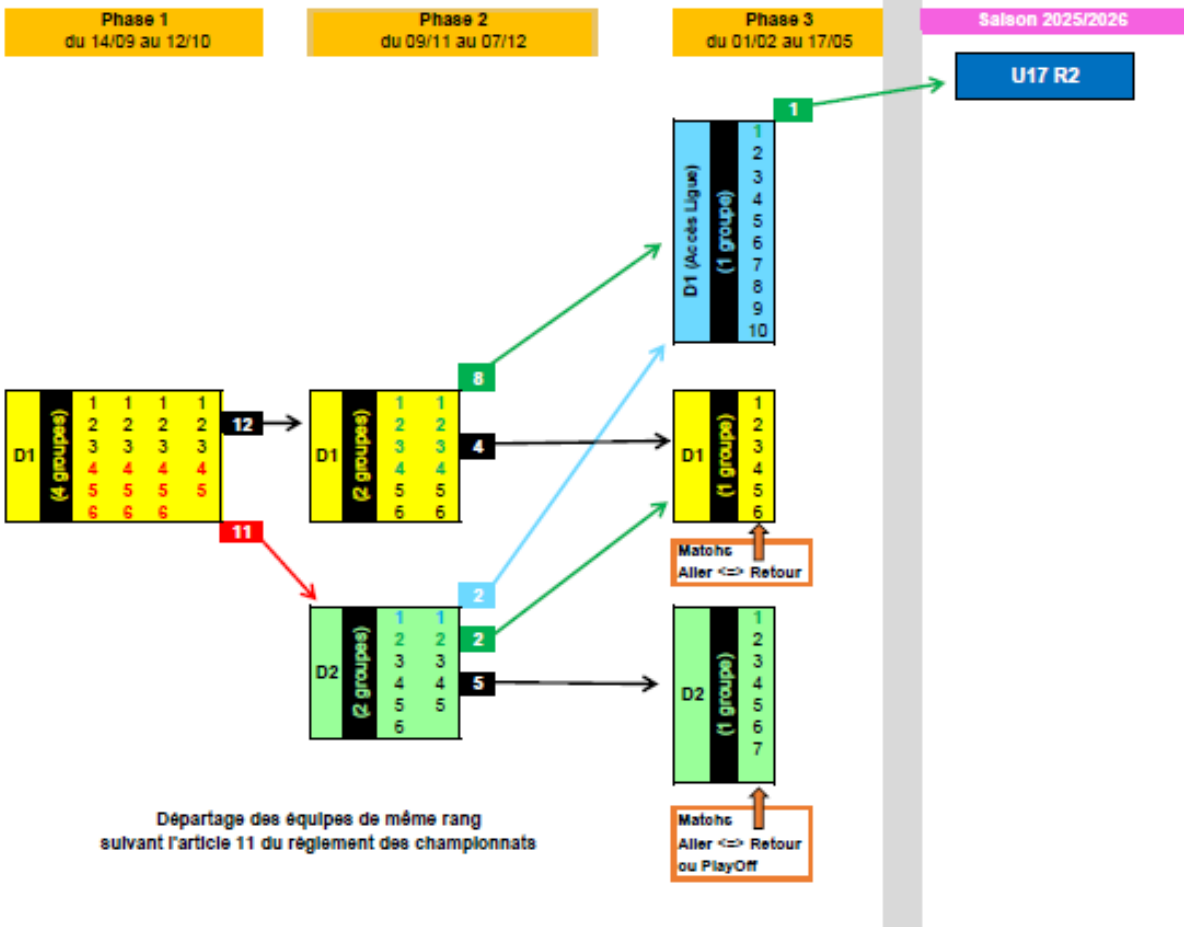 Phase 1
du 14/09 au 12/10
Phase 2
du 09/11 au 07/12
Phase 3
du 01/02 au 17/05
Saison 2025/2026
U17 R2
1
D1 (Accès Ligue)
(1 groupe)
1
2
3
4
5
6
7
8
9
10
8
D1
(4 groupes)
1 1 1 1
2 2 2 2
3 3 3 3
4 4 4 4
5 5 5 5
6 6 6
12
11
D1
(2 groupes)
1 1
2 2
3 3
4 4
5 5
6 6
4
D1
(1 groupe)
1
2
3
4
5
6
Matchs
Aller <=> Retour
2
D2
(2 groupes)
1 1
2 2
3 3
4 4
5 5
6
2
5
D2
(1 groupe)
1
2
3
4
5
6
7
Matchs
Aller <=> Retour
ou PlayOff
Départage des équipes de même rang
suivant l'article 11 du règlement des championnats